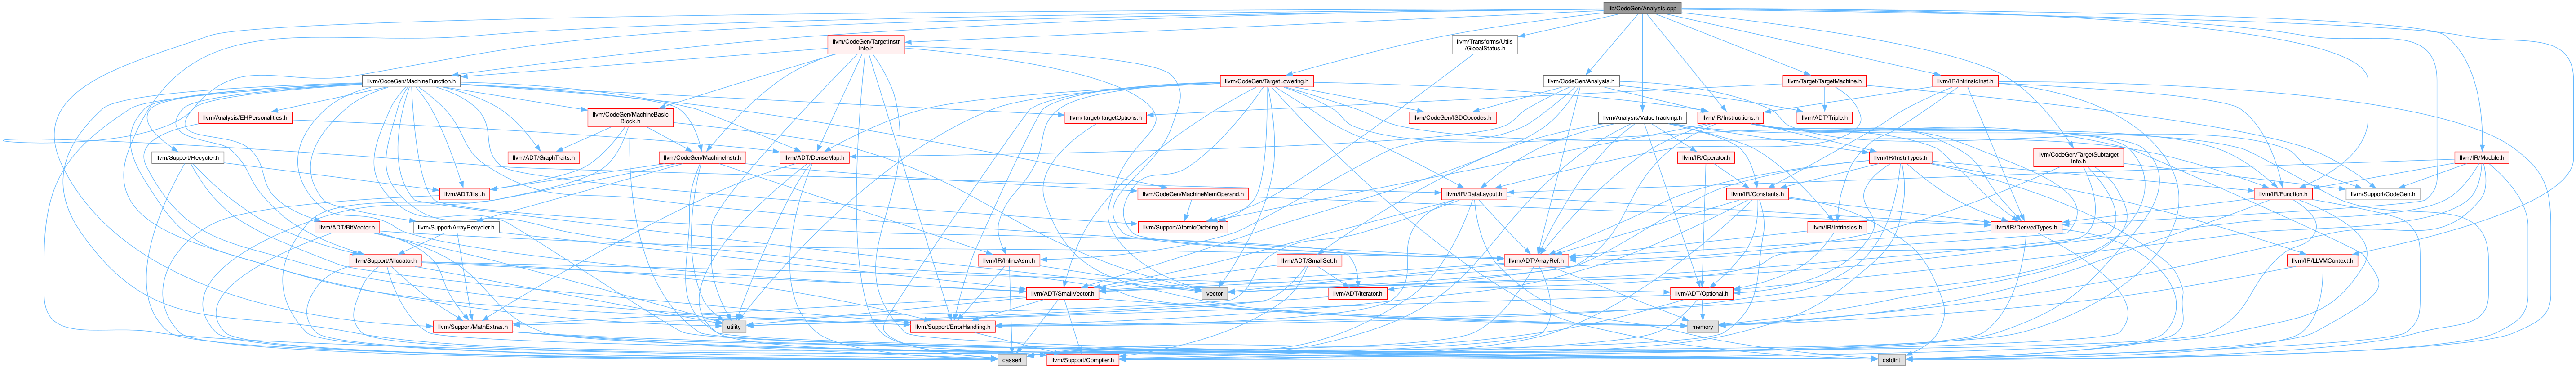 lib/CodeGen/Analysis.cpp
llvm/CodeGen/TargetInstr
Info.h
llvm/Transforms/Utils
/GlobalStatus.h
llvm/CodeGen/MachineFunction.h
llvm/CodeGen/TargetLowering.h
llvm/CodeGen/Analysis.h
llvm/Target/TargetMachine.h
llvm/IR/IntrinsicInst.h
llvm/Analysis/EHPersonalities.h
llvm/CodeGen/MachineBasic
Block.h
llvm/Target/TargetOptions.h
llvm/CodeGen/ISDOpcodes.h
llvm/Analysis/ValueTracking.h
llvm/IR/Instructions.h
llvm/ADT/Triple.h
llvm/Support/Recycler.h
llvm/ADT/GraphTraits.h
llvm/CodeGen/MachineInstr.h
llvm/ADT/DenseMap.h
llvm/IR/Operator.h
llvm/IR/InstrTypes.h
llvm/CodeGen/TargetSubtarget
Info.h
llvm/IR/Module.h
llvm/ADT/ilist.h
llvm/CodeGen/MachineMemOperand.h
llvm/IR/DataLayout.h
llvm/IR/Constants.h
llvm/Support/CodeGen.h
llvm/IR/Function.h
llvm/ADT/BitVector.h
llvm/Support/ArrayRecycler.h
llvm/Support/AtomicOrdering.h
llvm/IR/Intrinsics.h
llvm/IR/DerivedTypes.h
llvm/Support/Allocator.h
llvm/IR/InlineAsm.h
llvm/ADT/SmallSet.h
llvm/ADT/ArrayRef.h
llvm/IR/LLVMContext.h
llvm/ADT/SmallVector.h
vector
llvm/ADT/iterator.h
llvm/ADT/Optional.h
llvm/Support/MathExtras.h
utility
llvm/Support/ErrorHandling.h
memory
cassert
llvm/Support/Compiler.h
cstdint